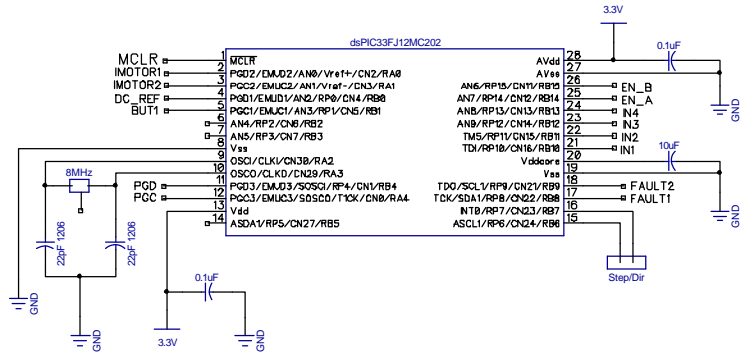 3.3V
dsPIC33FJ12MC202
0.1uF
MCLR 1 MCLR AVdd 28
IMOTOR1 2 PGD2/EMUD2/AN0/Vref+/CN2/RA0 AVss 27
IMOTOR2 3 PGC2/EMUC2/AN1/Vref-/CN3/RA1 AN6/RP15/CN11/RB15 26 EN_B
DC_REF 4 PGD1/EMUD1/AN2/RP0/CN4/RB0 AN7/RP14/CN12/RB14 25 EN_A
BUT1 5 PGC1/EMUC1/AN3/RP1/CN5/RB1 AN8/RP13/CN13/RB13 24 IN4
6 AN4/RP2/CN6/RB2 AN9/RP12/CN14/RB12 23 IN3
7 AN5/RP3/CN7/RB3 TMS/RP11/CN15/RB11 22 IN2
8 Vss TDI/RP10/CN16/RB10 21 IN1
9 OSCI/CLKI/CN30/RA2 Vddcore 20
10uF
10 OSCO/CLKO/CN29/RA3 Vss 19
8MHz
PGD 11 PGD3/EMUD3/SOSCI/RP4/CN1/RB4 TDO/SCL1/RP9/CN21/RB9 18 FAULT2
PGC 12 PGC3/EMUC3/SOSCO/T1CK/CN0/RA4 TCK/SDA1/RP8/CN22/RB8 17 FAULT1
13 Vdd INT0/RP7/CN23/RB7 16
14 ASDA1/RP5/CN27/RB5 ASCL1/RP6/CN24/RB6 15
GND
GND
22pF 1206
22pF 1206
Step/Dir
0.1uF
GND
GND
GND
3.3V